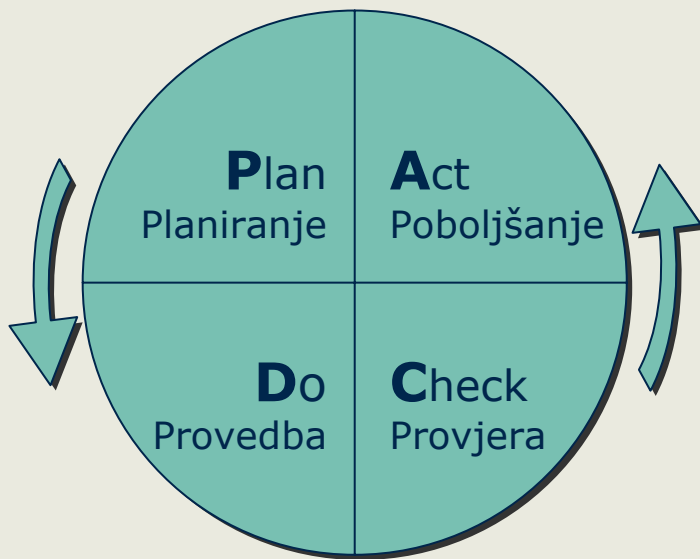 Plan
Planiranje
Act
Poboljšanje
Do
Provedba
Check
Provjera